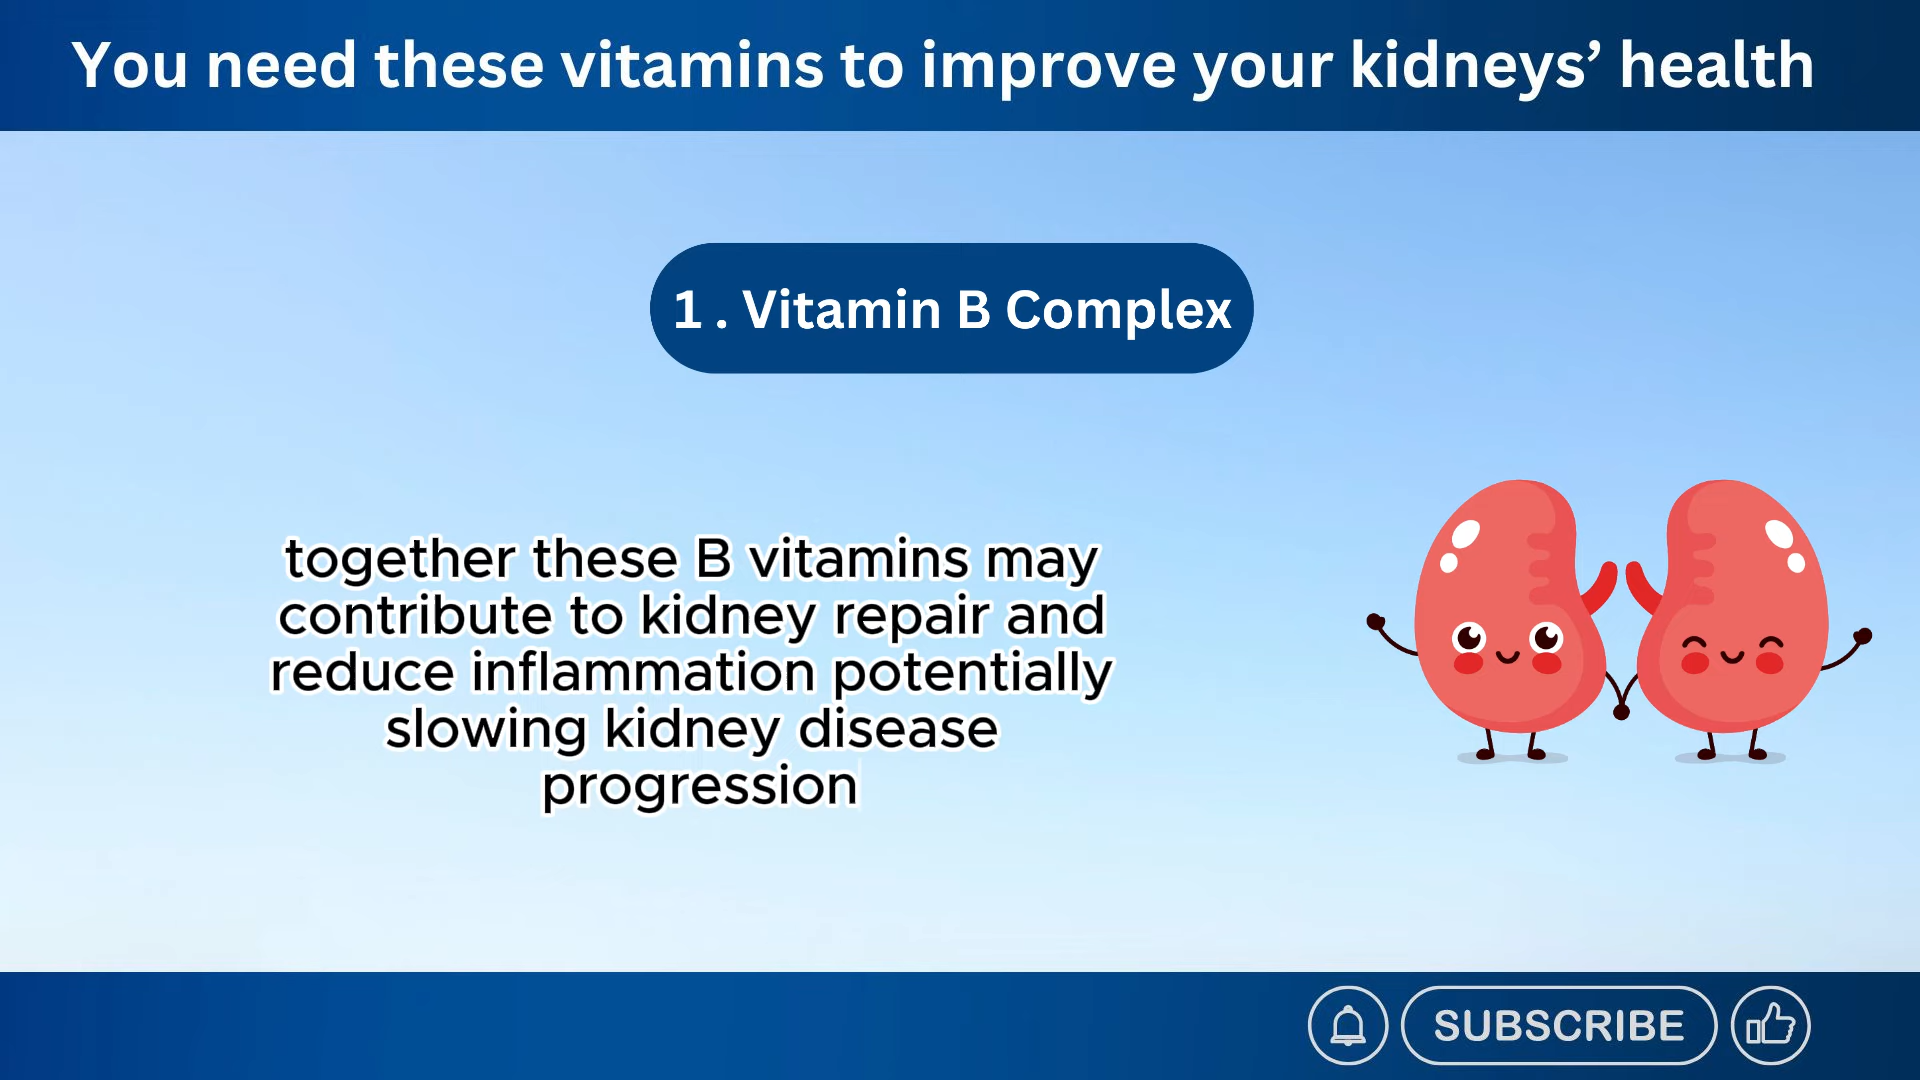 You need these vitamins to improve your kidneys’ health
1 . Vitamin B Complex
together these B vitamins may
contribute to kidney repair and
reduce inflammation potentially
slowing kidney disease
progression
SUBSCRIBE